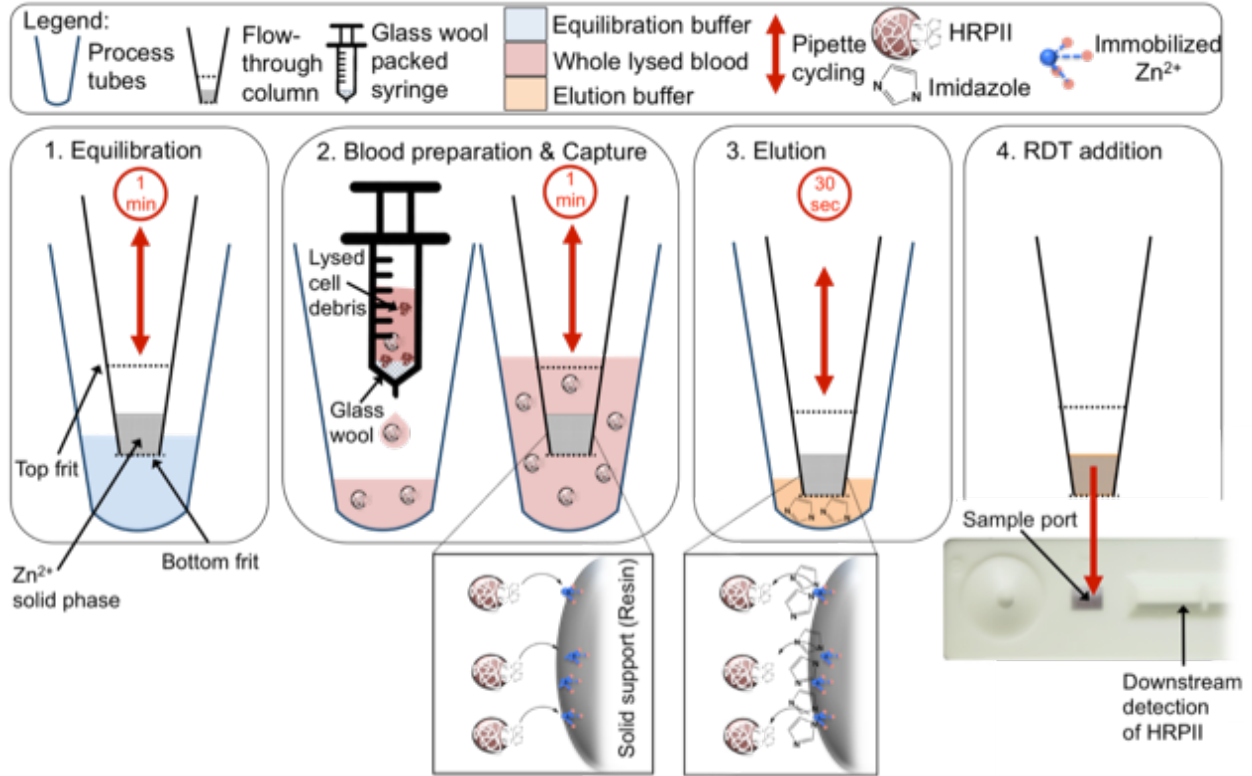 Legend:
Process
tubes
Flow-
through
column
Glass wool
packed
syringe
Equilibration buffer
Whole lysed blood
Elution buffer
Pipette
cycling
HRPII
Imidazole
Immobilized
Zn²⁺
1. Equilibration
1
min
Top frit
Zn²⁺
solid phase
Bottom frit
2. Blood preparation & Capture
1
min
Lysed
cell
debris
Glass
wool
Solid support (Resin)
3. Elution
30
sec
N
N
N
N
4. RDT addition
Sample port
Downstream
detection
of HRPII